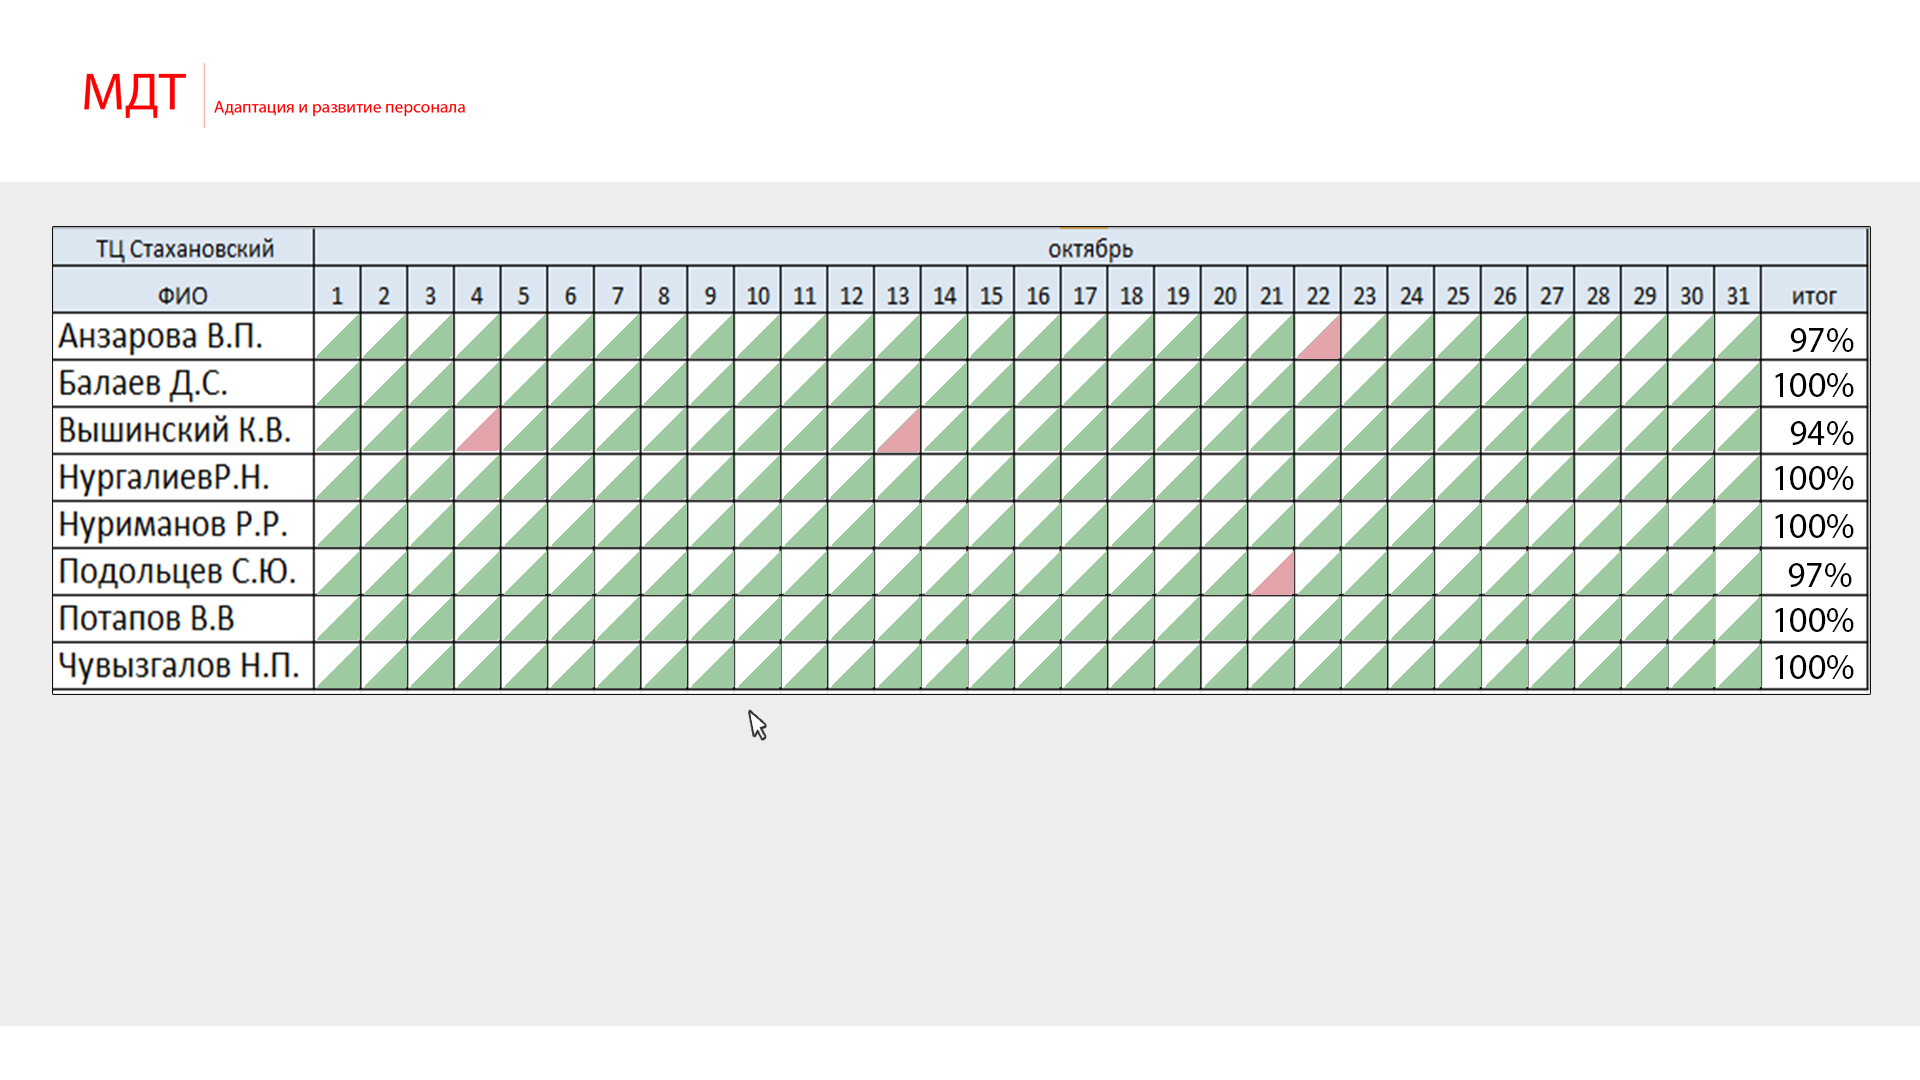 МДТ
Адаптация и развитие персонала
ТЦ Стахановский октябрь
ФИО 1 2 3 4 5 6 7 8 9 10 11 12 13 14 15 16 17 18 19 20 21 22 23 24 25 26 27 28 29 30 31 итог
Анзарова В.П. 97%
Балаев Д.С. 100%
Вышинский К.В. 94%
НургалиевР.Н. 100%
Нуриманов Р.Р. 100%
Подольцев С.Ю. 97%
Потапов В.В 100%
Чувызгалов Н.П. 100%